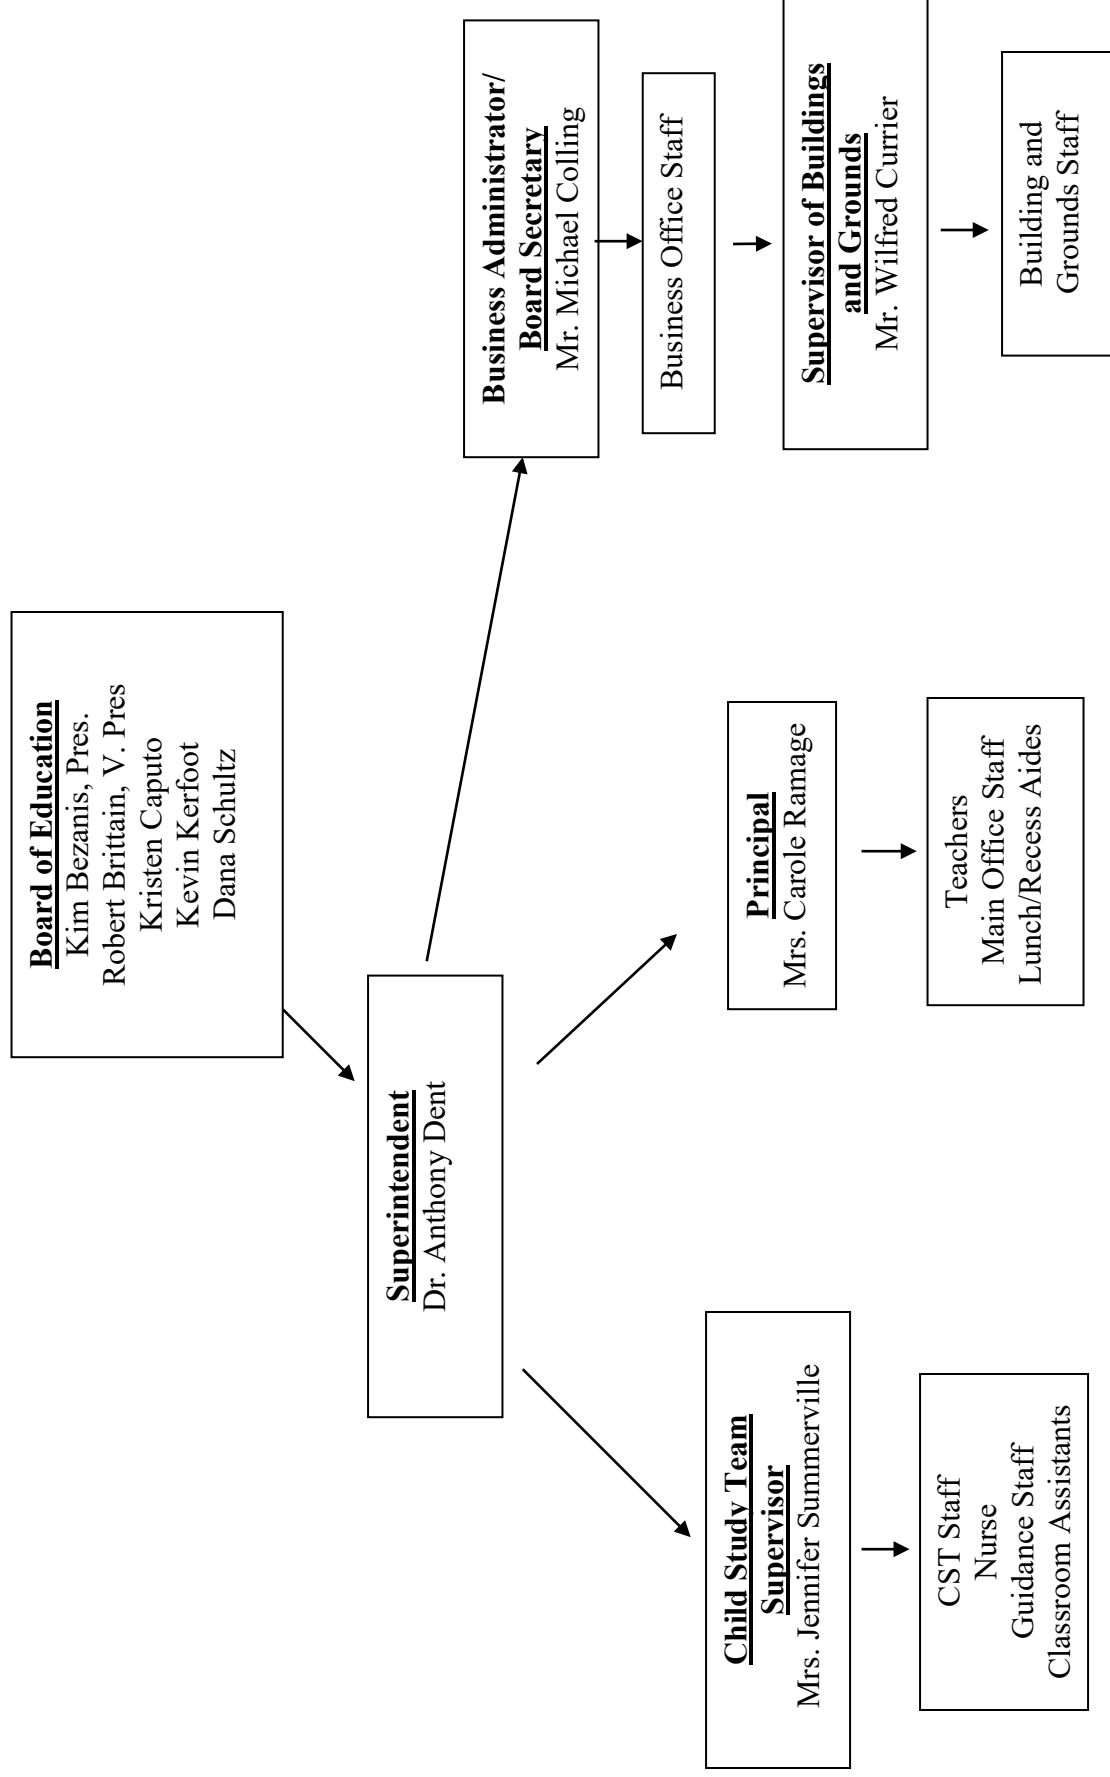 Board of Education
Kim Bezanis, Pres.
Robert Brittain, V. Pres
Kristen Caputo
Kevin Kerfoot
Dana Schultz
Superintendent
Dr. Anthony Dent
Child Study Team
Supervisor
Mrs. Jennifer Summerville
CST Staff
Nurse
Guidance Staff
Classroom Assistants
Principal
Mrs. Carole Ramage
Teachers
Main Office Staff
Lunch/Recess Aides
Business Administrator/
Board Secretary
Mr. Michael Colling
Business Office Staff
Supervisor of Buildings
and Grounds
Mr. Wilfred Currier
Building and
Grounds Staff